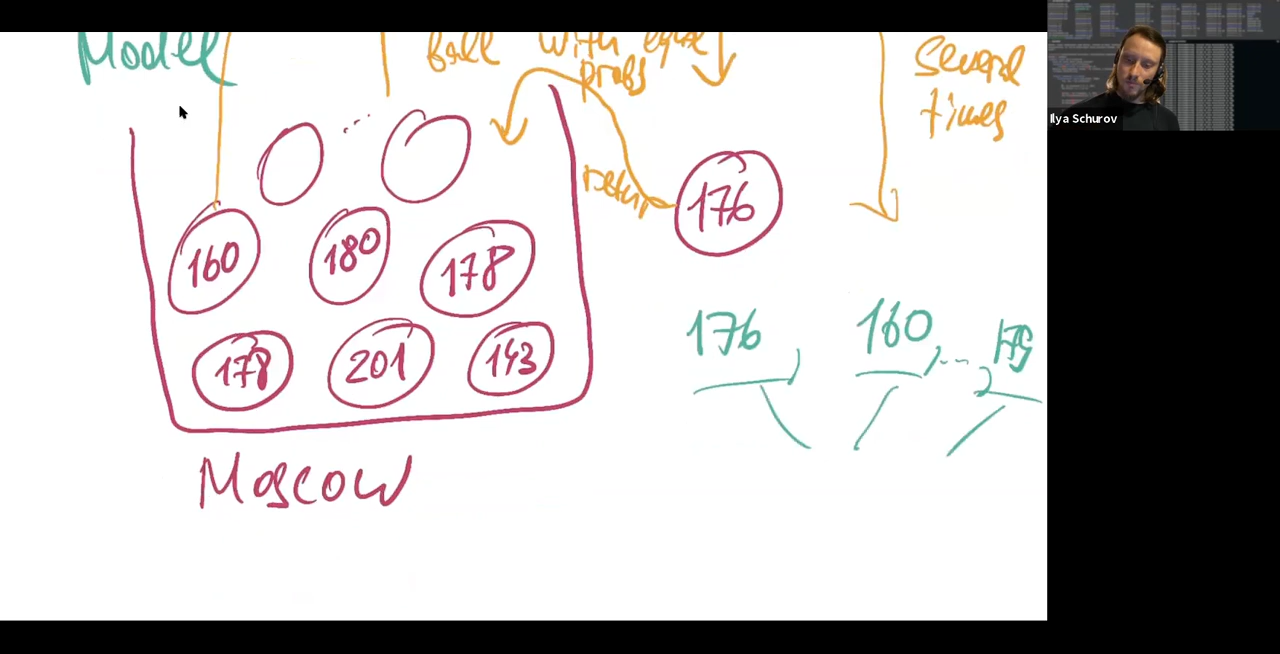 Model
ball with equal
probs
Several
times
return
176
160 180 178
178 201 143
176, 160, ...,
Moscow
Ilya Schurov